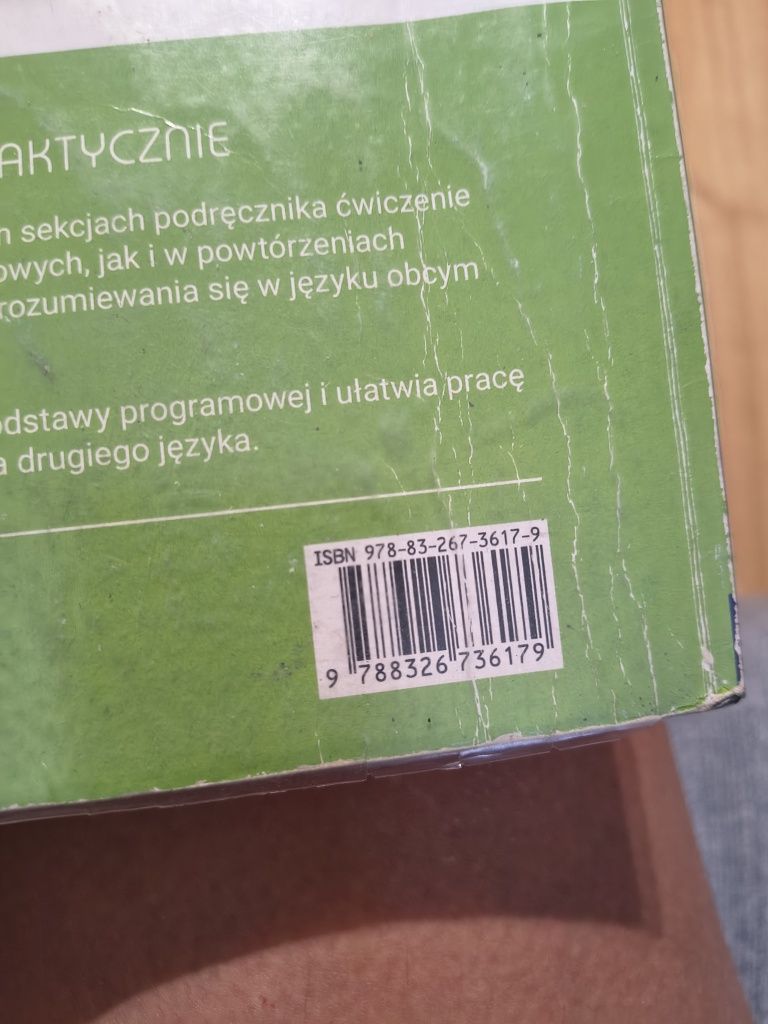 AKTYCZNIE
h sekcjach podręcznika ćwiczenie
owych, jak i w powtórzeniach
rozumiewania się w języku obcym
odstawy programowej i ułatwia pracę
a drugiego języka.
ISBN 978-83-267-3617-9
9 788326 736179